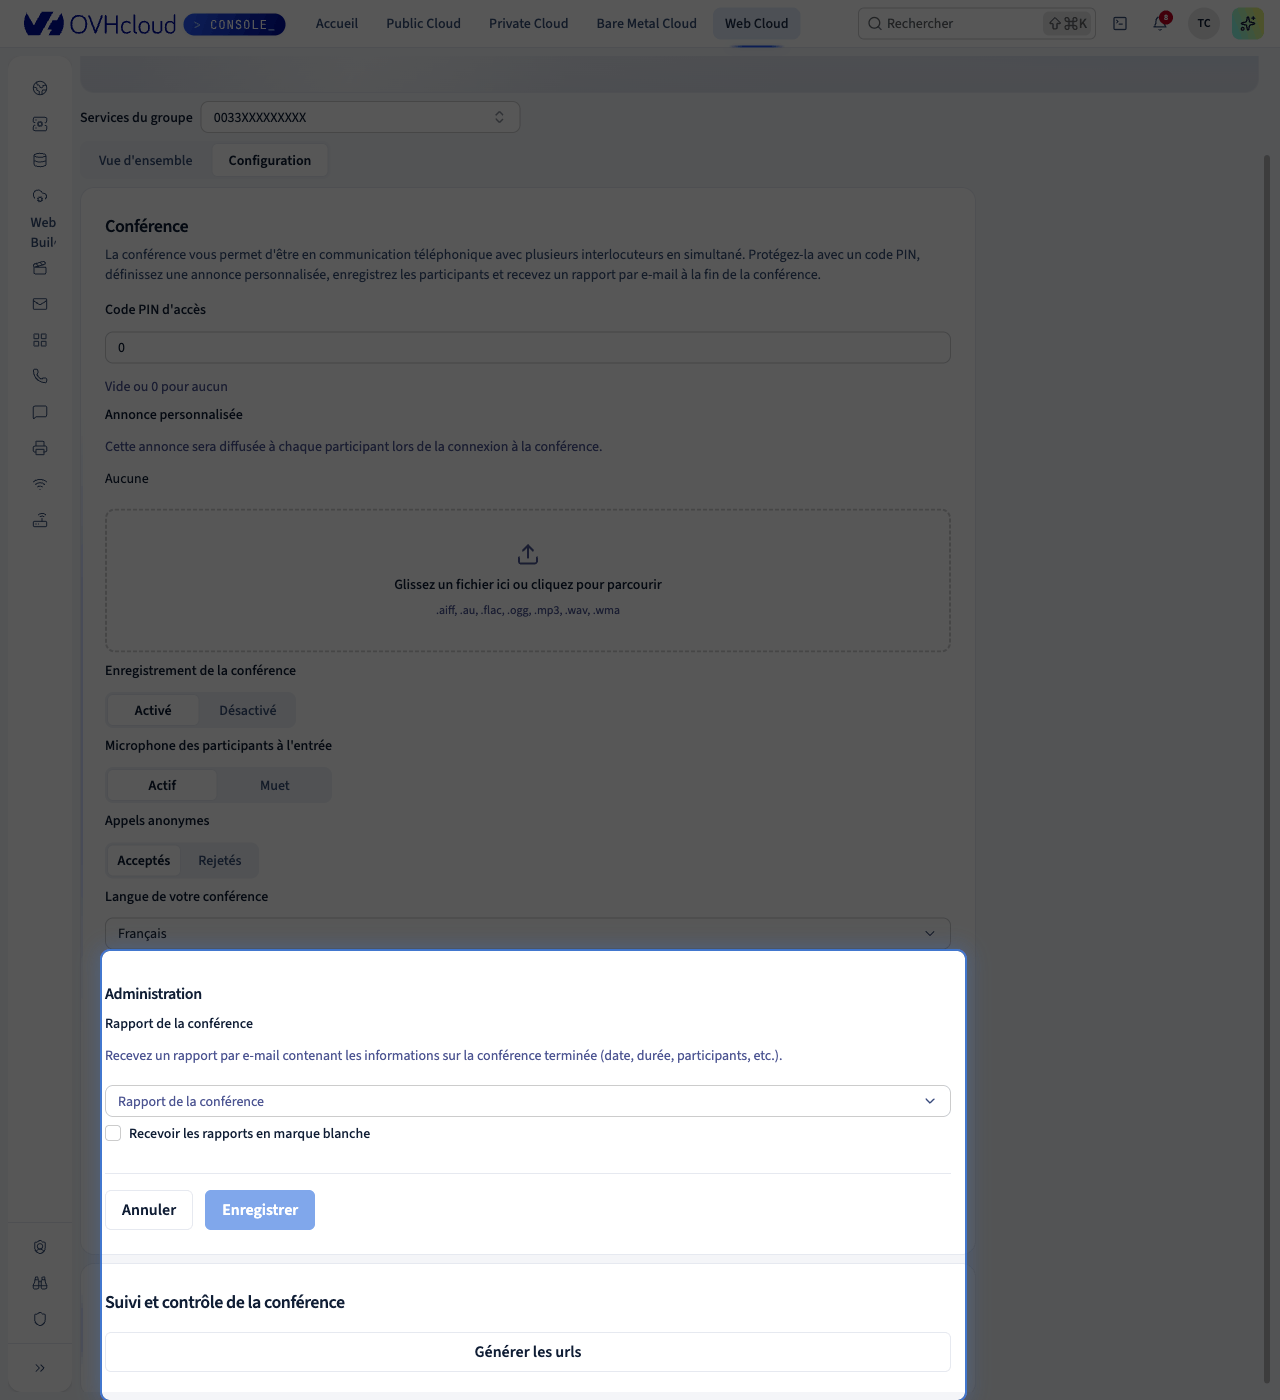 OVHcloud
> CONSOLE_
Accueil
Public Cloud
Private Cloud
Bare Metal Cloud
Web Cloud
Rechercher
⇧⌘K
8
TC
Services du groupe
0033XXXXXXXXX
Vue d'ensemble
Configuration
Web
Buil
Conférence
La conférence vous permet d'être en communication téléphonique avec plusieurs interlocuteurs en simultané. Protégez-la avec un code PIN,
définissez une annonce personnalisée, enregistrez les participants et recevez un rapport par e-mail à la fin de la conférence.
Code PIN d'accès
0
Vide ou 0 pour aucun
Annonce personnalisée
Cette annonce sera diffusée à chaque participant lors de la connexion à la conférence.
Aucune
Glissez un fichier ici ou cliquez pour parcourir
.aiff, .au, .flac, .ogg, .mp3, .wav, .wma
Enregistrement de la conférence
Activé
Désactivé
Microphone des participants à l'entrée
Actif
Muet
Appels anonymes
Acceptés
Rejetés
Langue de votre conférence
Français
Administration
Rapport de la conférence
Recevez un rapport par e-mail contenant les informations sur la conférence terminée (date, durée, participants, etc.).
Rapport de la conférence
Recevoir les rapports en marque blanche
Annuler
Enregistrer
Suivi et contrôle de la conférence
Générer les urls